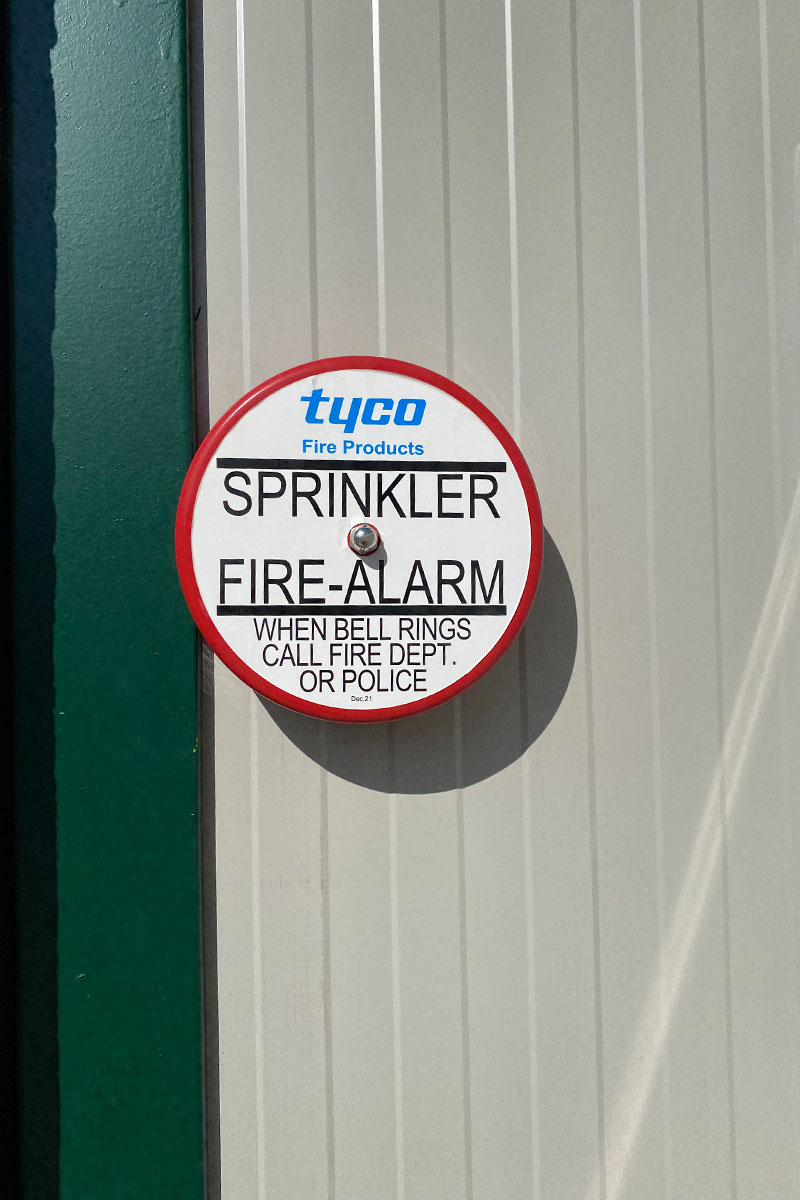 tyco
Fire Products
SPRINKLER
FIRE-ALARM
WHEN BELL RINGS
CALL FIRE DEPT.
OR POLICE
Dec.21